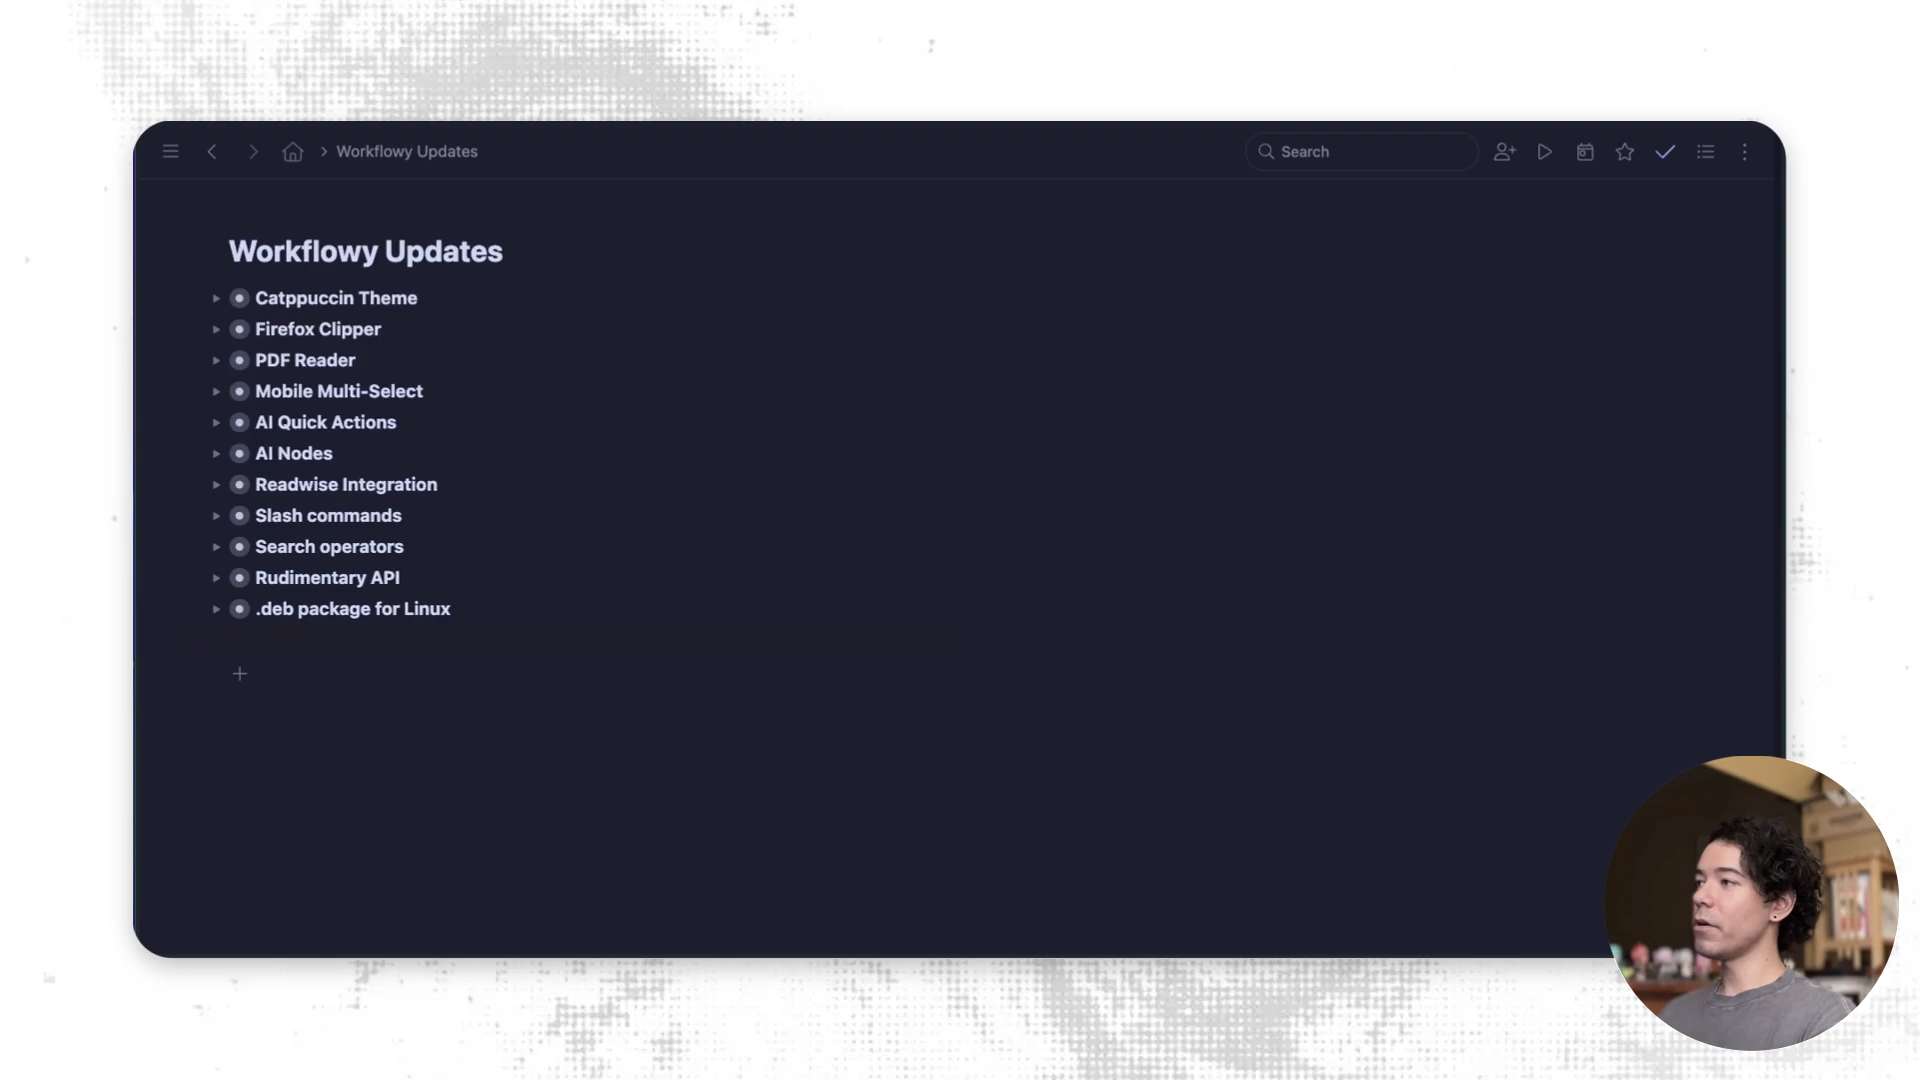 Workflowy Updates
Search
Workflowy Updates
Catppuccin Theme
Firefox Clipper
PDF Reader
Mobile Multi-Select
AI Quick Actions
AI Nodes
Readwise Integration
Slash commands
Search operators
Rudimentary API
.deb package for Linux